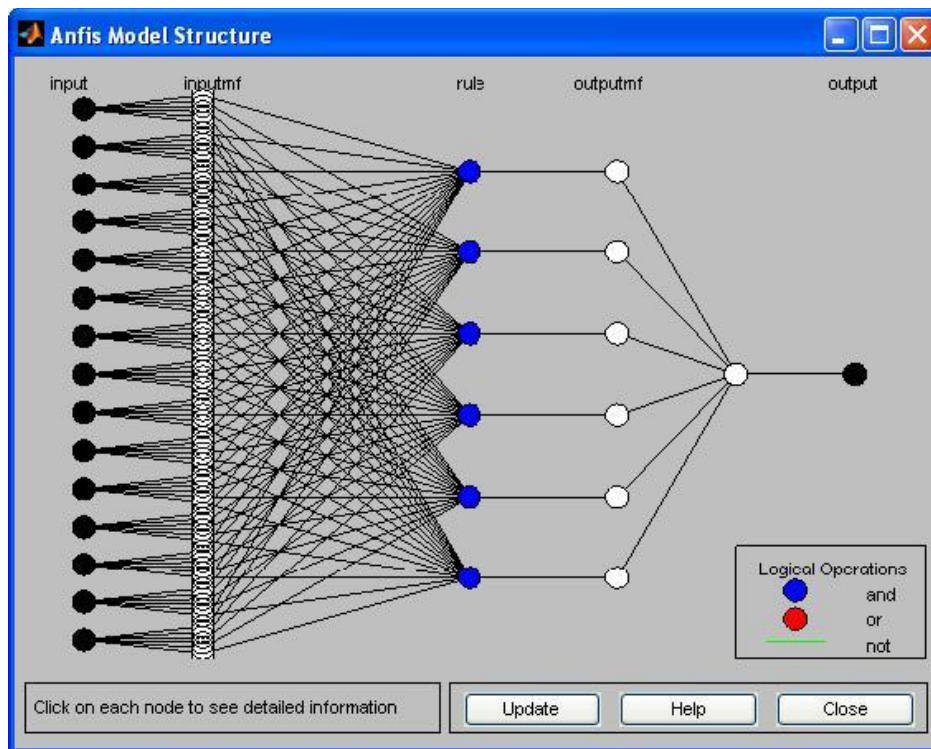 Anfis Model Structure
input inputmf rule outputmf output
Logical Operations
and
or
not
Click on each node to see detailed information
Update Help Close